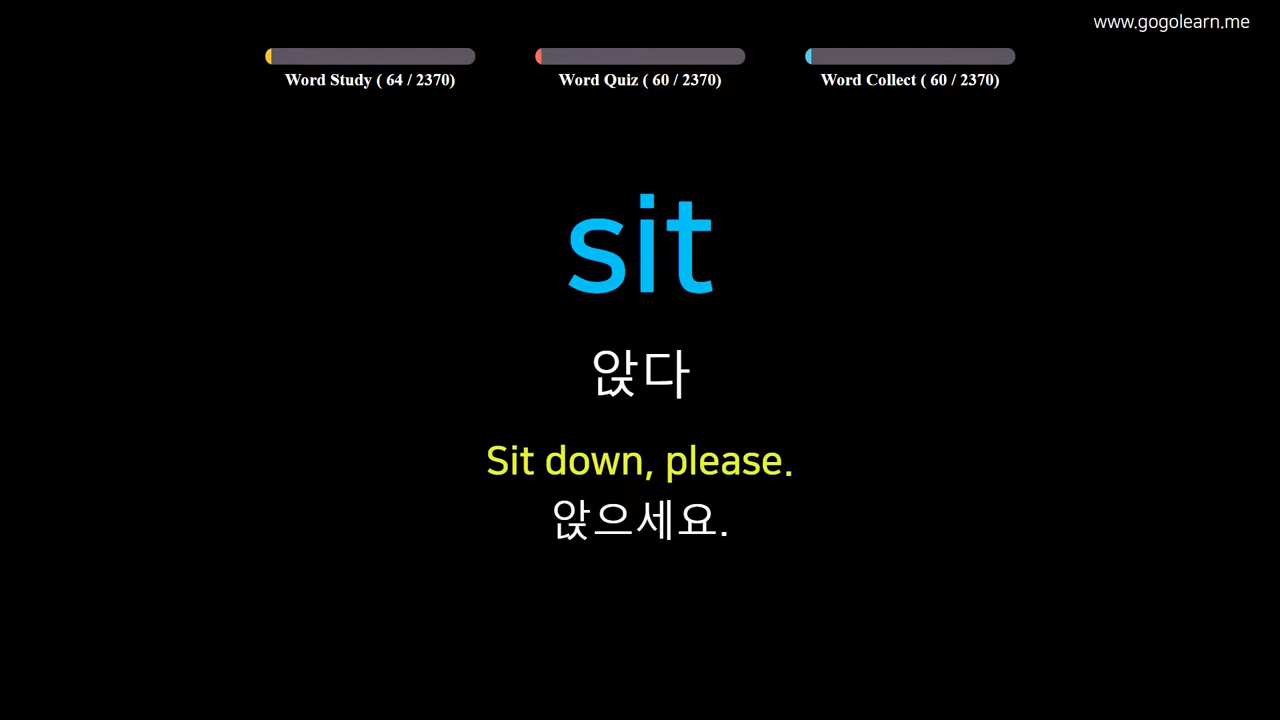 www.gogolearn.me
Word Study ( 64 / 2370)
Word Quiz ( 60 / 2370)
Word Collect ( 60 / 2370)
sit
앉다
Sit down, please.
앉으세요.